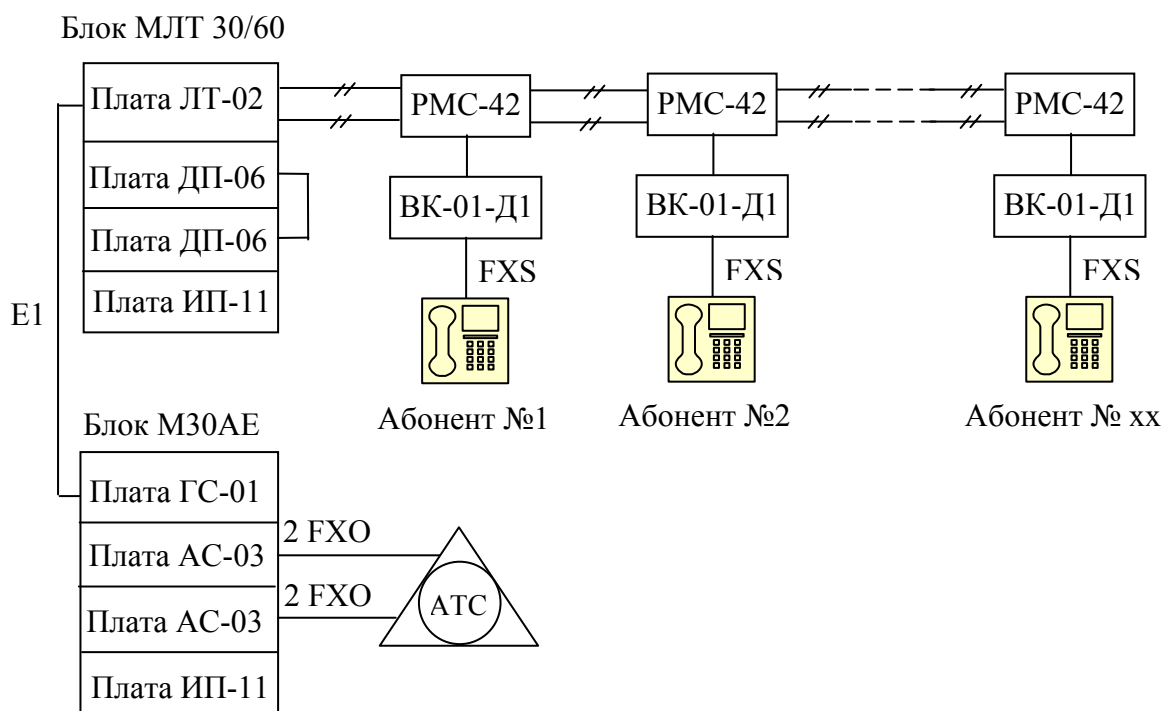 Блок МЛТ 30/60
Плата ЛТ-02
Плата ДП-06
Плата ДП-06
Плата ИП-11
РМС-42
РМС-42
РМС-42
ВК-01-Д1
ВК-01-Д1
ВК-01-Д1
FXS
FXS
FXS
Е1
Абонент №1
Абонент №2
Абонент № хх
Блок М30АЕ
Плата ГС-01
Плата АС-03
Плата АС-03
Плата ИП-11
2 FXO
2 FXO
АТС